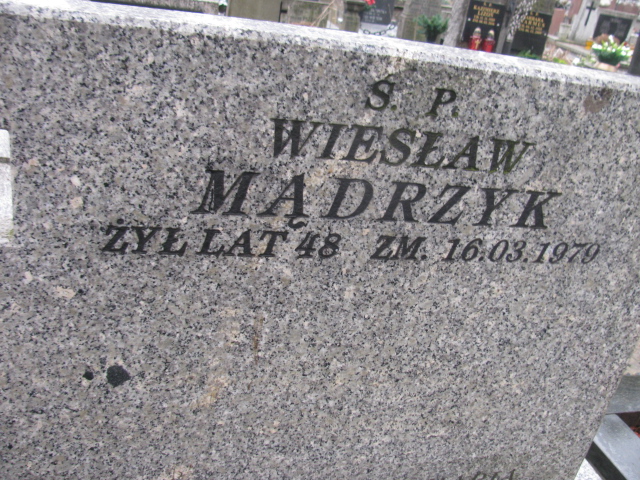 Ś. P.
WIESŁAW
MĄDRZYK
ŻYŁ LAT 48 ZM. 16.03.1979